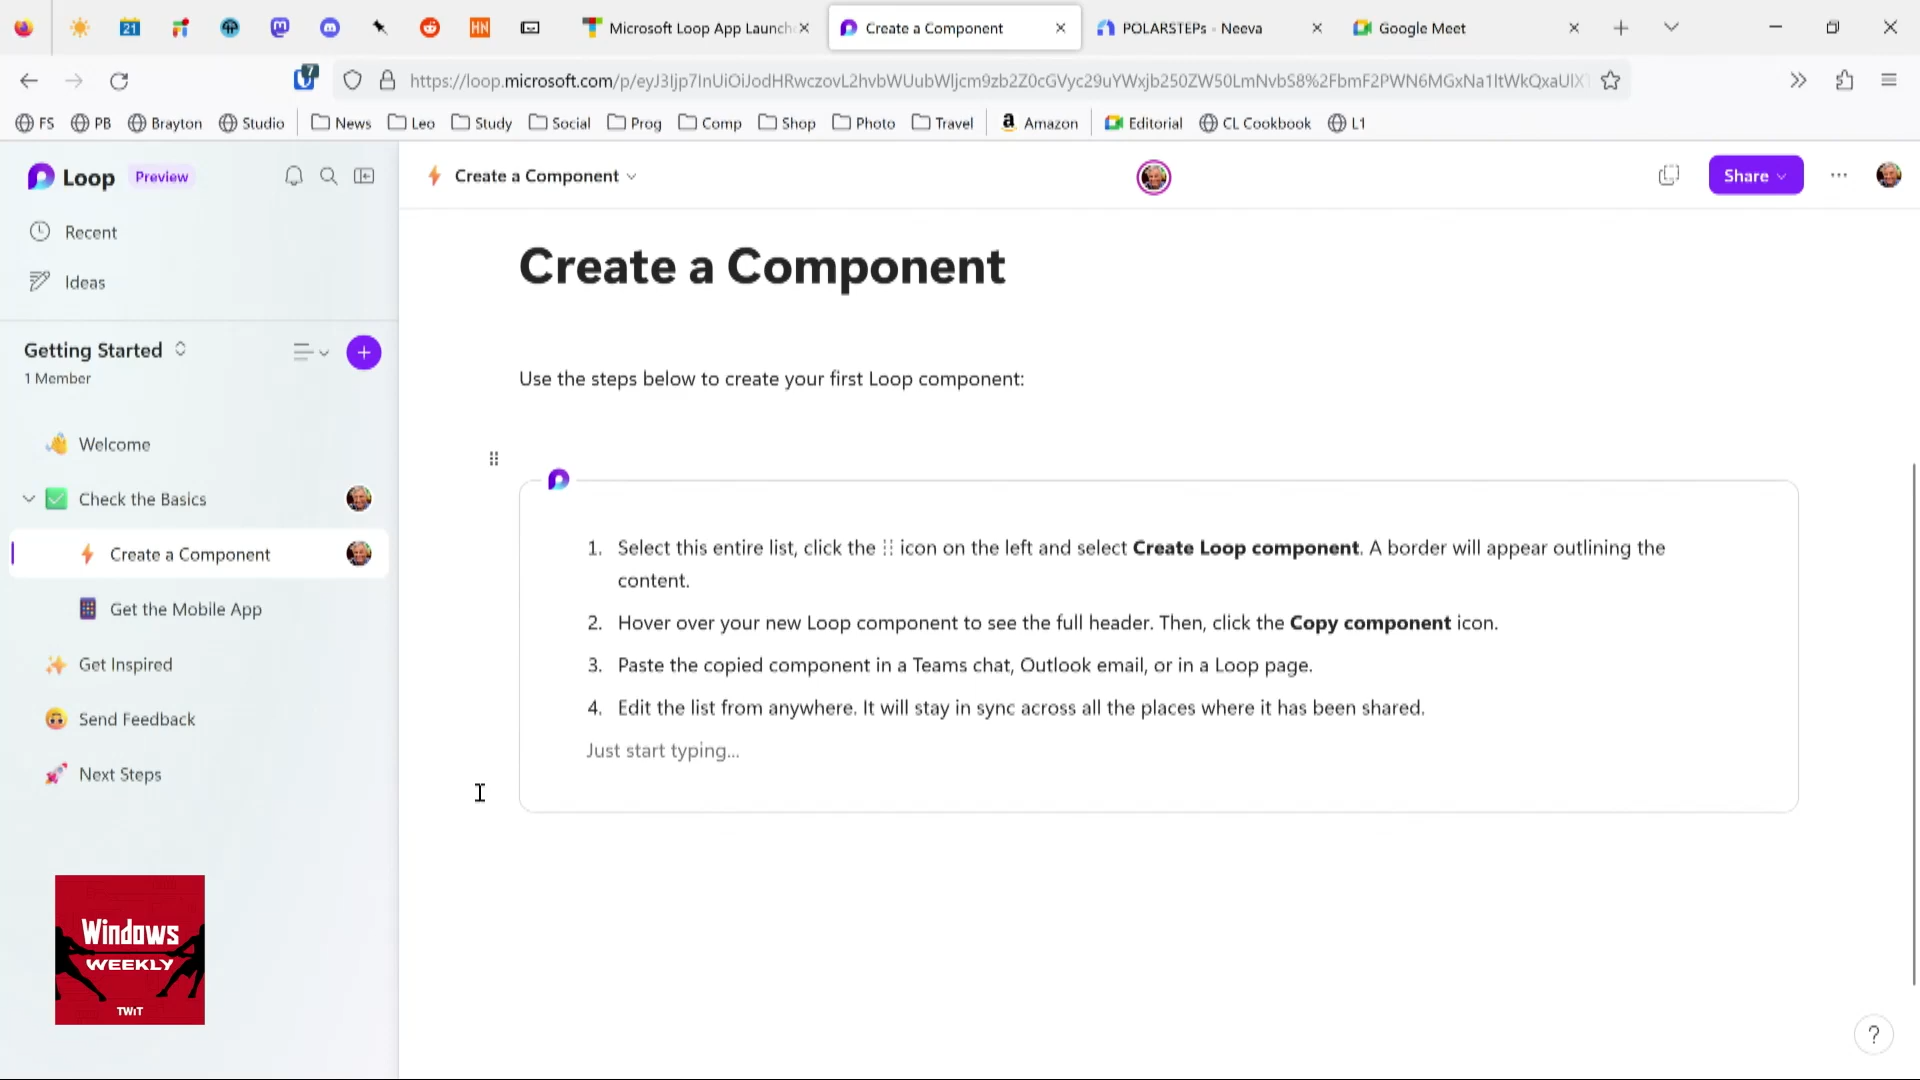 21
HN
Microsoft Loop App Launch
Create a Component
POLARSTEPs - Neeva
Google Meet
7
FS
PB
Brayton
Studio
News
Leo
Study
Social
Prog
Comp
Shop
Photo
Travel
Amazon
Editorial
CL Cookbook
L1
Loop
Preview
Create a Component
Share
Recent
Ideas
Getting Started
1 Member
Welcome
Check the Basics
Create a Component
Get the Mobile App
Get Inspired
Send Feedback
Next Steps
Create a Component
Use the steps below to create your first Loop component:
1. Select this entire list, click the ⠿ icon on the left and select Create Loop component. A border will appear outlining the
content.
2. Hover over your new Loop component to see the full header. Then, click the Copy component icon.
3. Paste the copied component in a Teams chat, Outlook email, or in a Loop page.
4. Edit the list from anywhere. It will stay in sync across all the places where it has been shared.
Just start typing...
Windows
WEEKLY
TWiT
?